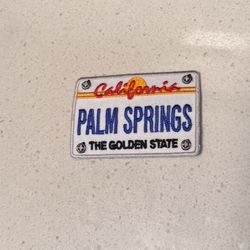 California
PALM SPRINGS
THE GOLDEN STATE